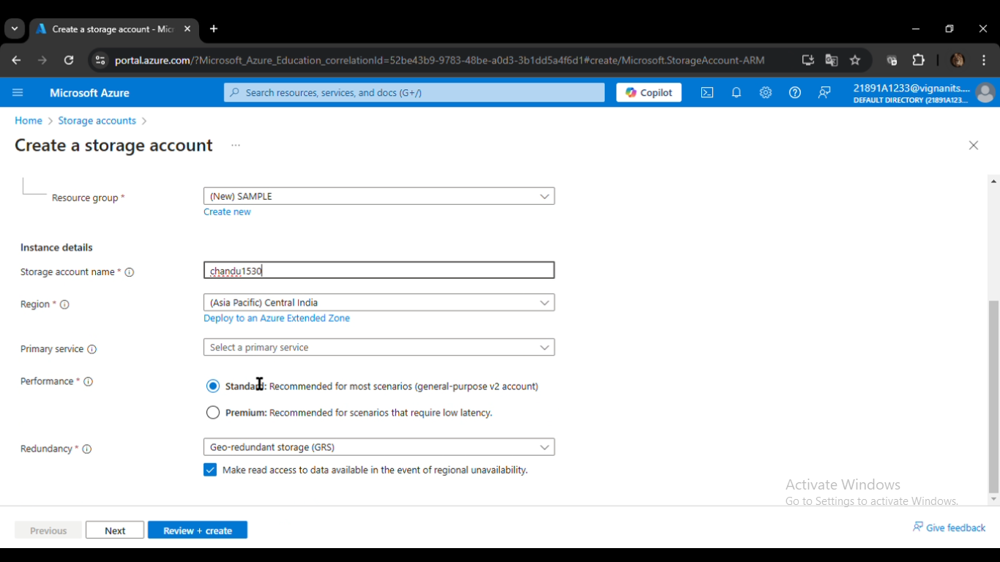 Create a storage account - Mic
portal.azure.com/?Microsoft_Azure_Education_correlationId=52be43b9-9783-48be-a0d3-3b1dd5a4f6d1#create/Microsoft.StorageAccount-ARM
Microsoft Azure
Search resources, services, and docs (G+/)
Copilot
21891A1233@vignanits....
DEFAULT DIRECTORY (21891A123...
Home > Storage accounts >
Create a storage account ...
Resource group *
(New) SAMPLE
Create new
Instance details
Storage account name *
chandu1530
Region *
(Asia Pacific) Central India
Deploy to an Azure Extended Zone
Primary service
Select a primary service
Performance *
Standard: Recommended for most scenarios (general-purpose v2 account)
Premium: Recommended for scenarios that require low latency.
Redundancy *
Geo-redundant storage (GRS)
Make read access to data available in the event of regional unavailability.
Activate Windows
Go to Settings to activate Windows.
Previous
Next
Review + create
Give feedback